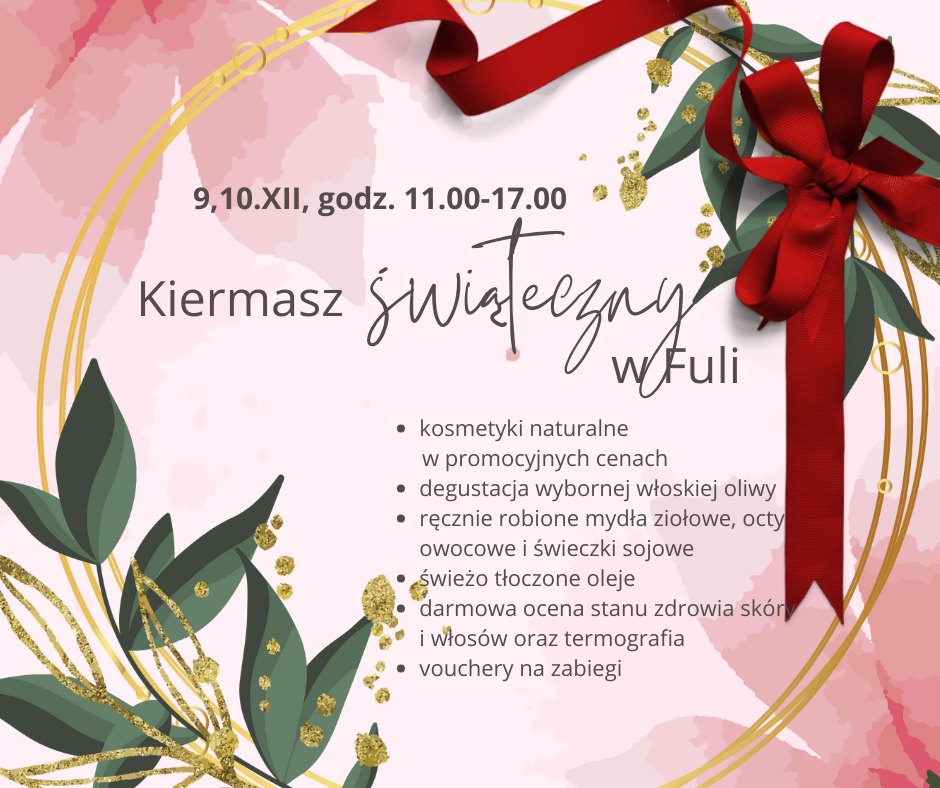 9,10.XII, godz. 11.00-17.00
Kiermasz świąteczny
w Fuli
• kosmetyki naturalne
w promocyjnych cenach
• degustacja wybornej włoskiej oliwy
• ręcznie robione mydła ziołowe, octy
owocowe i świeczki sojowe
• świeżo tłoczone oleje
• darmowa ocena stanu zdrowia skóry
i włosów oraz termografia
• vouchery na zabiegi